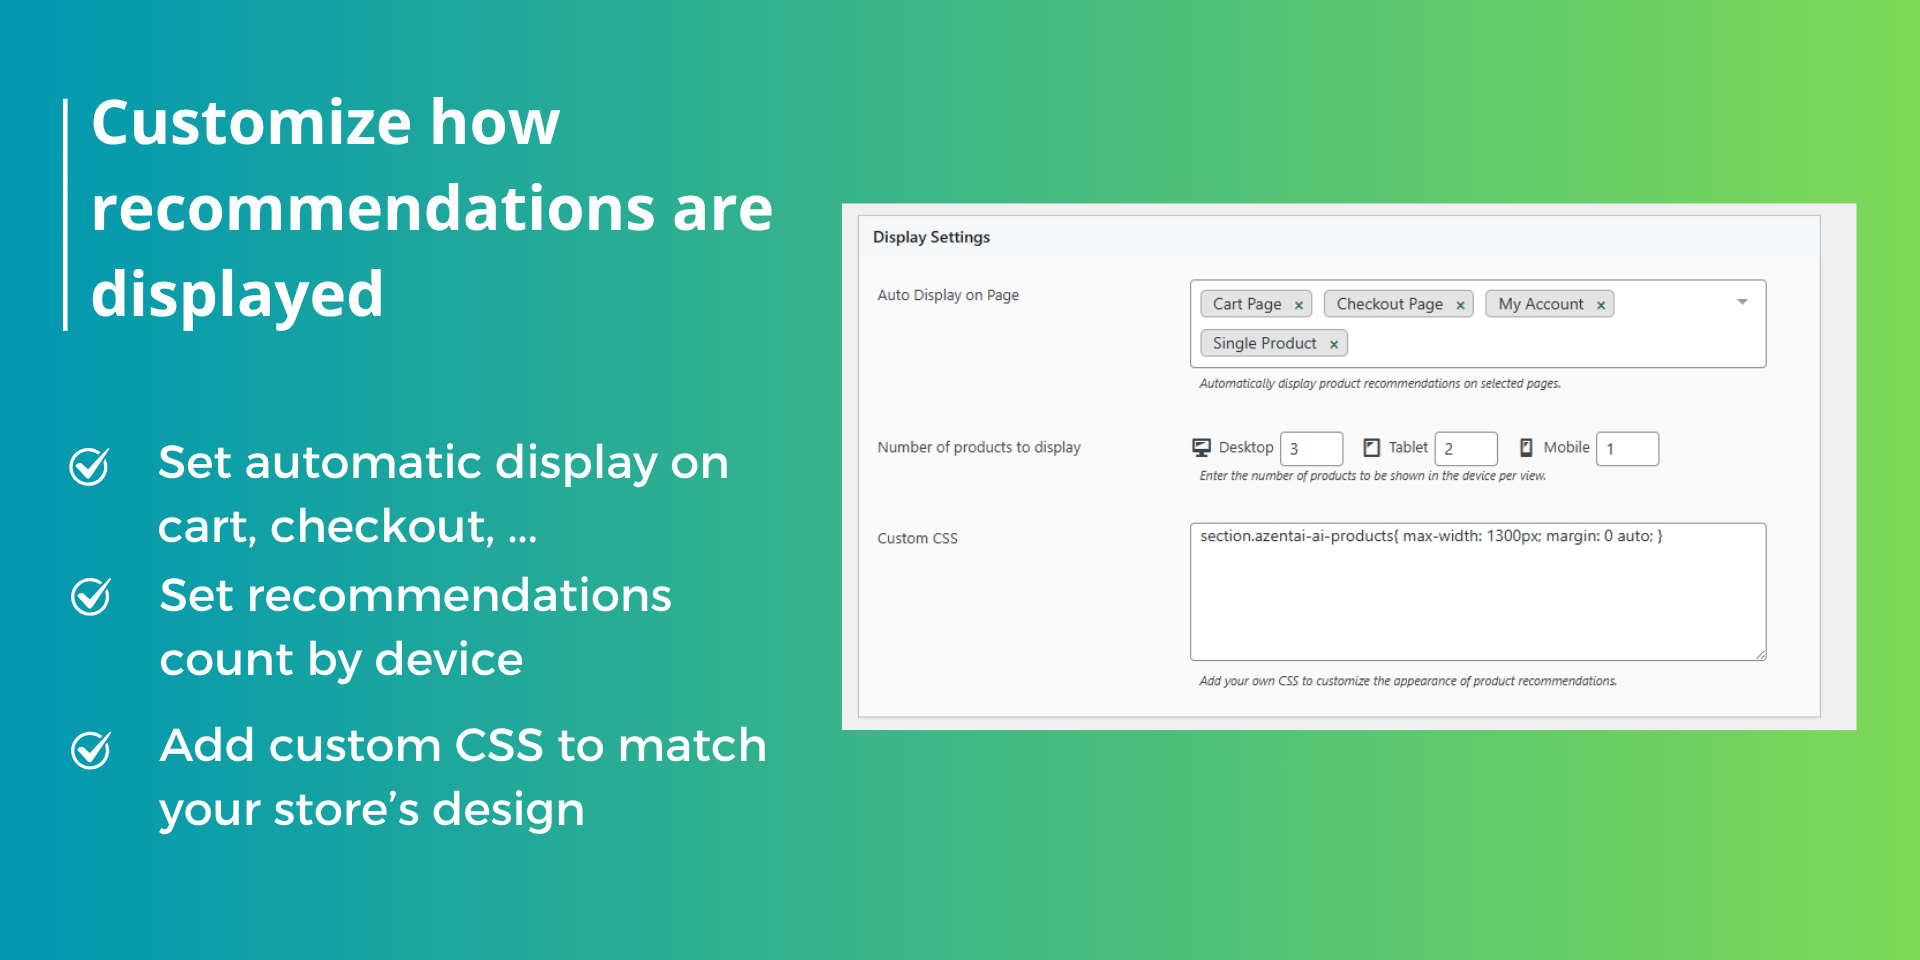 Customize how
recommendations are
displayed
Set automatic display on
cart, checkout, ...
Set recommendations
count by device
Add custom CSS to match
your store’s design
Display Settings
Auto Display on Page
Cart Page × Checkout Page × My Account ×
Single Product ×
Automatically display product recommendations on selected pages.
Number of products to display
Desktop 3 Tablet 2 Mobile 1
Enter the number of products to be shown in the device per view.
Custom CSS
section.azentai-ai-products{ max-width: 1300px; margin: 0 auto; }
Add your own CSS to customize the appearance of product recommendations.